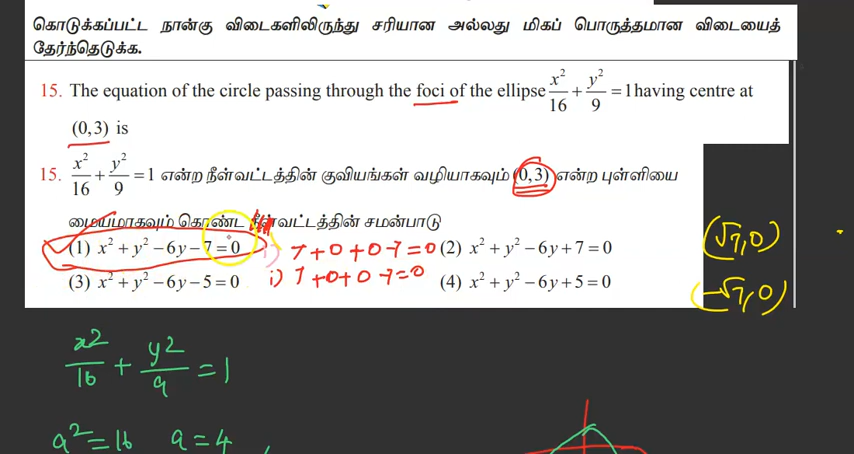 கொடுக்கப்பட்ட நான்கு விடைகளிலிருந்து சரியான அல்லது மிகப் பொருத்தமான விடையைத்
தேர்ந்தெடுக்க.
15. The equation of the circle passing through the foci of the ellipse x²/16 + y²/9 = 1 having centre at
(0,3) is
15. x²/16 + y²/9 = 1 என்ற நீள்வட்டத்தின் குவியங்கள் வழியாகவும் (0,3) என்ற புள்ளியை
மையமாகவும் கொண்ட நீள்வட்டத்தின் சமன்பாடு
(√7,0)
(1) x² + y² − 6y − 7 = 0 7+0+0-7=0 (2) x² + y² − 6y + 7 = 0
(3) x² + y² − 6y − 5 = 0 i) 7+0+0-7=0 (4) x² + y² − 6y + 5 = 0
(-√7,0)
x²/16 + y²/9 = 1
a²=16 a=4